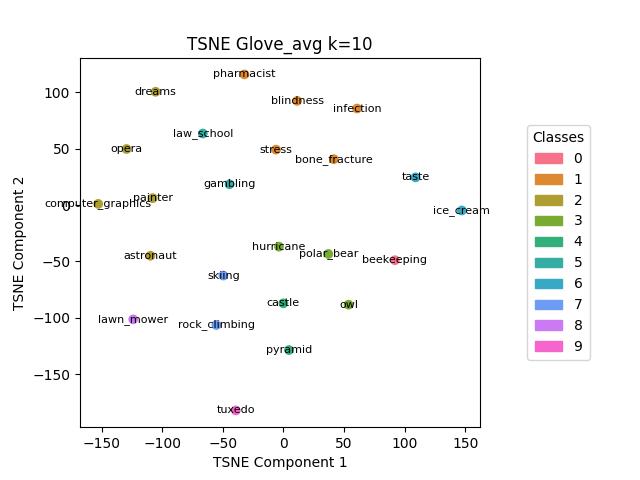 TSNE Glove_avg k=10
TSNE Component 2
100
50
0
−50
−100
−150
pharmacist
dreams
blindness
infection
law_school
opera
stress
bone_fracture
taste
gambling
painter
computer_graphics
ice_cream
hurricane
polar_bear
astronaut
beekeeping
skiing
castle
owl
lawn_mower
rock_climbing
pyramid
tuxedo
−150
−100
−50
0
50
100
150
TSNE Component 1
Classes
0
1
2
3
4
5
6
7
8
9